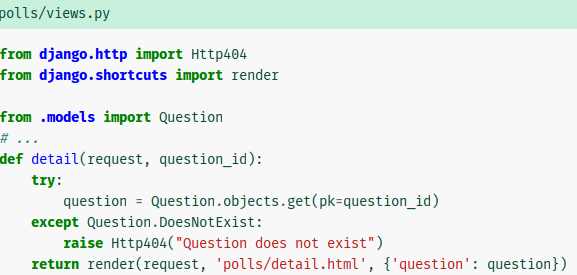 polls/views.py
from django.http import Http404
from django.shortcuts import render
from .models import Question
# ...
def detail(request, question_id):
    try:
        question = Question.objects.get(pk=question_id)
    except Question.DoesNotExist:
        raise Http404("Question does not exist")
    return render(request, 'polls/detail.html', {'question': question})